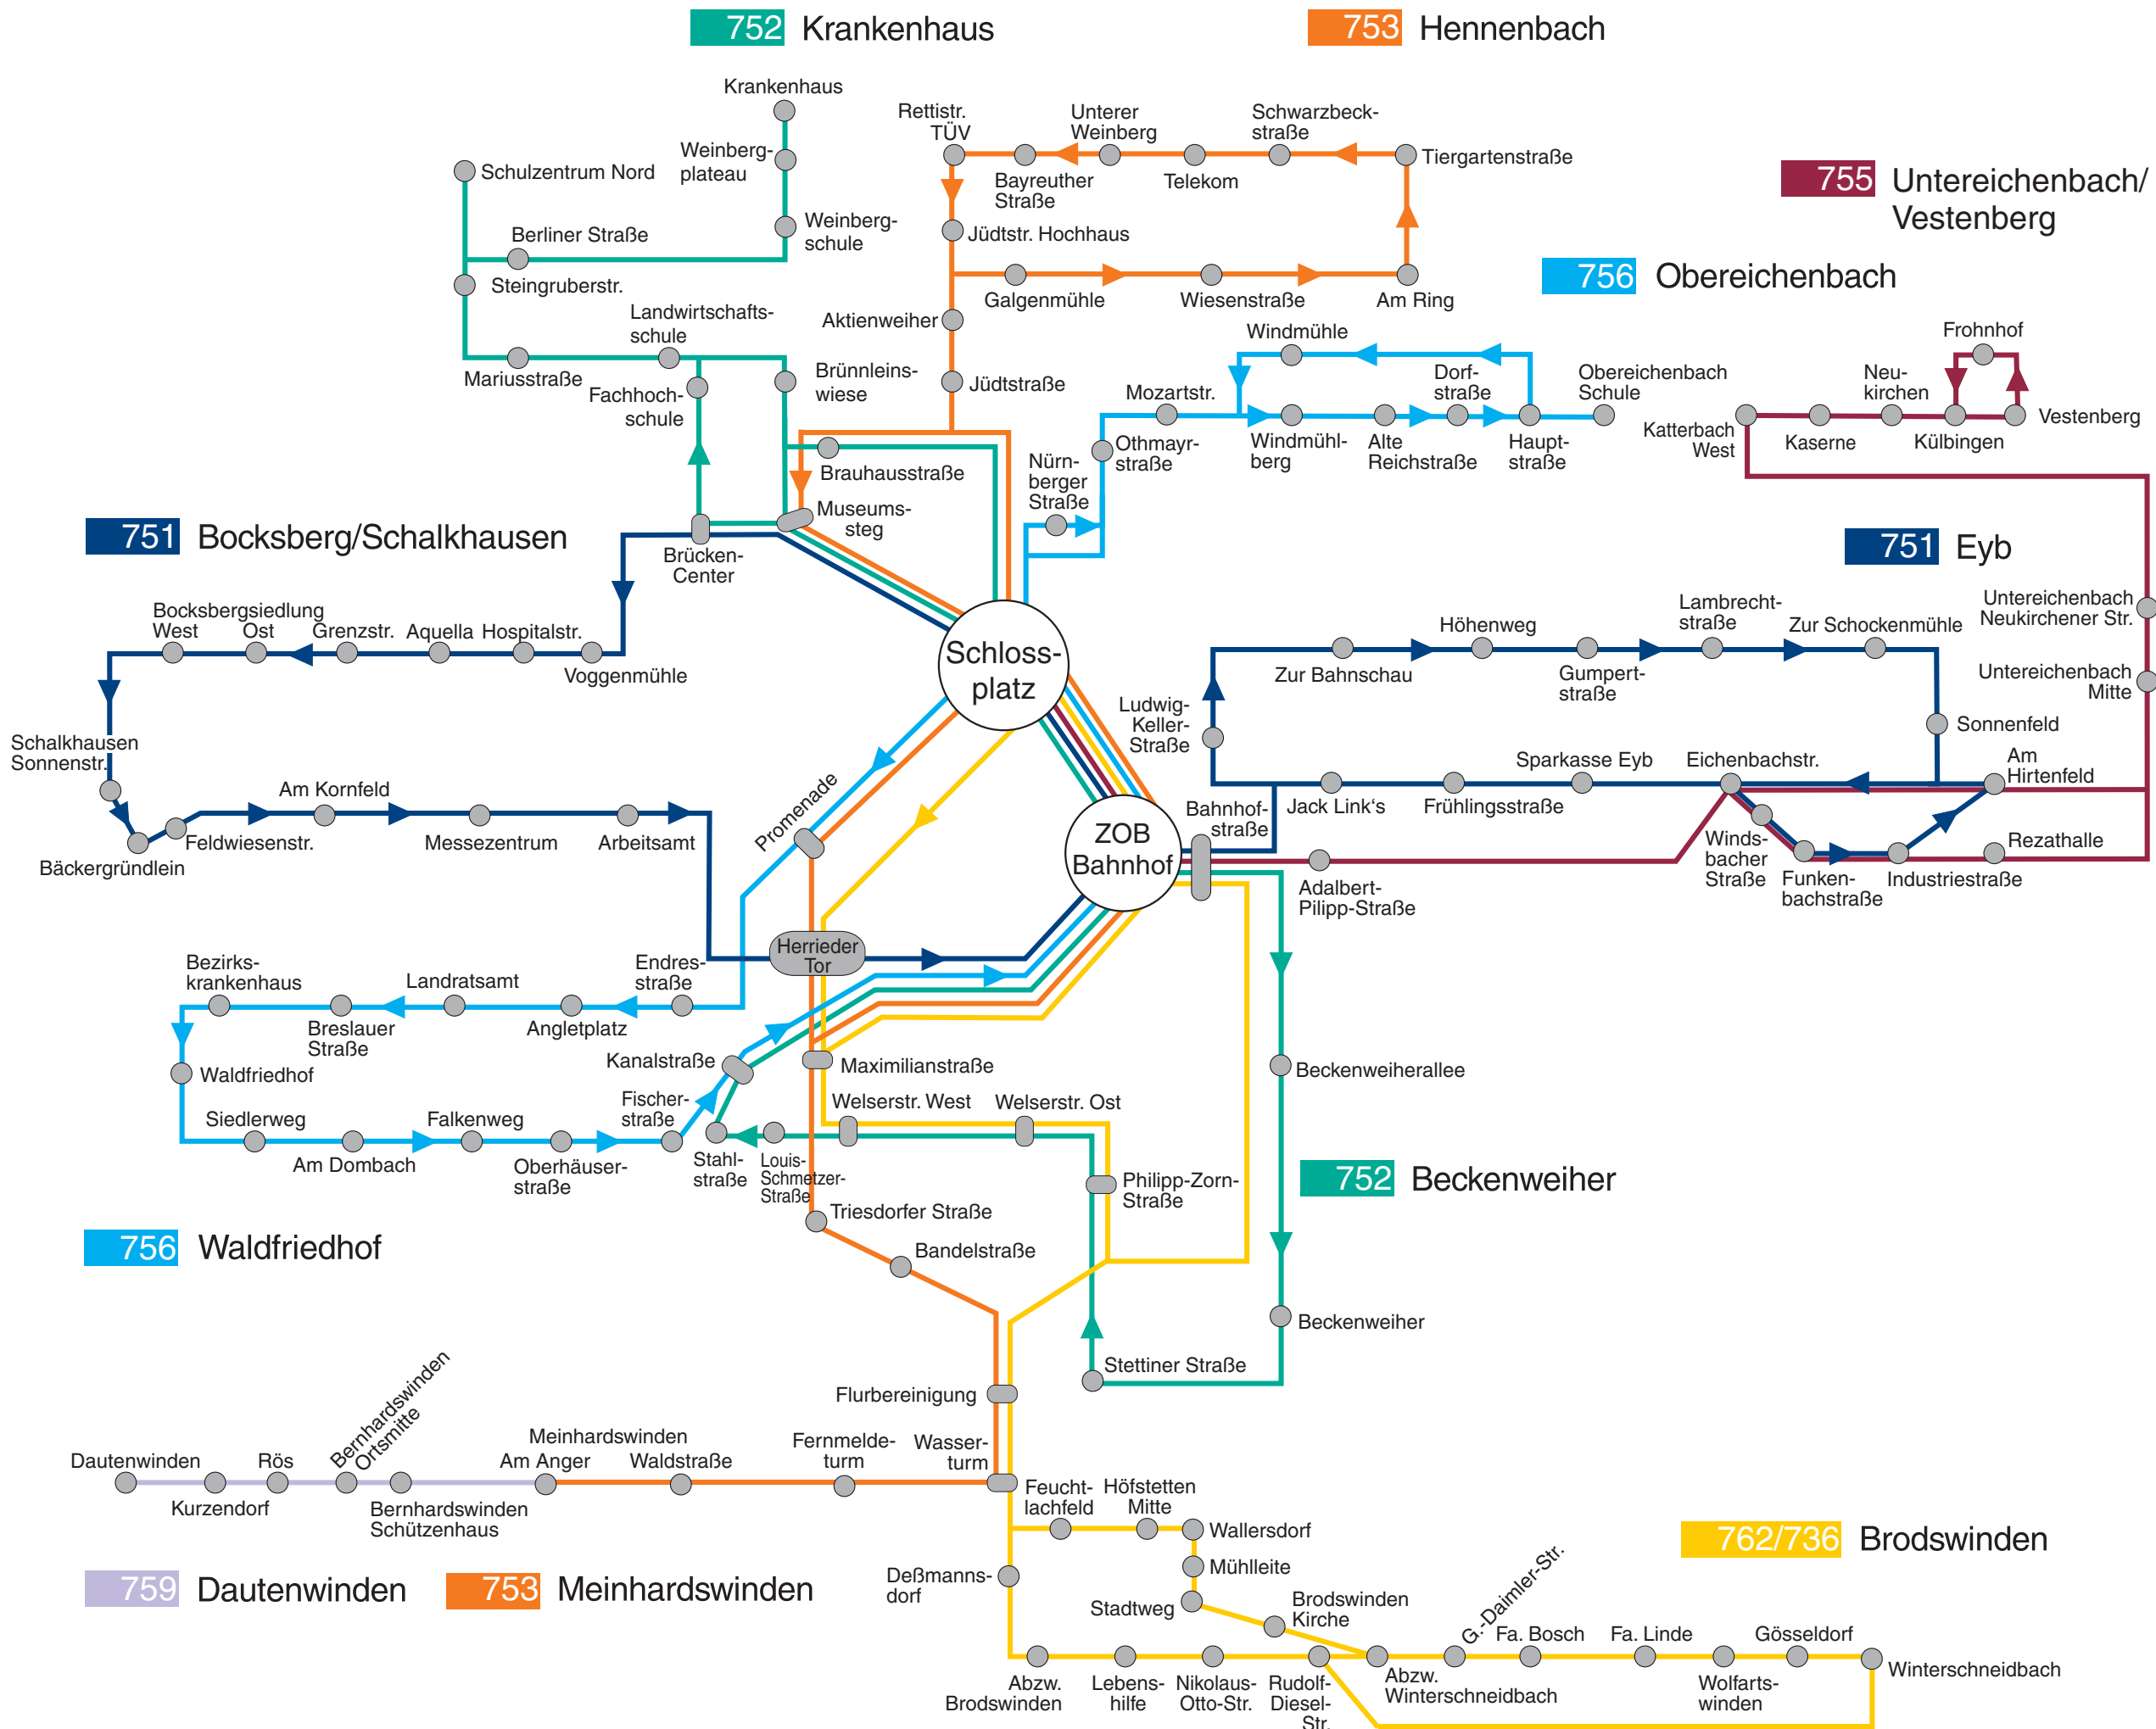 752 Krankenhaus
753 Hennenbach
Krankenhaus
Weinberg-
plateau
Weinberg-
schule
Schulzentrum Nord
Berliner Straße
Steingruberstr.
Landwirtschafts-
schule
Mariusstraße
Fachhoch-
schule
Brünnleins-
wiese
Brauhausstraße
Museums-
steg
Brücken-
Center
Rettistr.
TÜV
Unterer
Weinberg
Schwarzbeck-
straße
Tiergartenstraße
Bayreuther
Straße
Telekom
Jüdtstr. Hochhaus
Galgenmühle
Wiesenstraße
Am Ring
Aktienweiher
Jüdtstraße
755 Untereichenbach/
Vestenberg
756 Obereichenbach
Windmühle
Mozartstr.
Dorf-
straße
Obereichenbach
Schule
Othmayr-
straße
Windmühl-
berg
Alte
Reichstraße
Haupt-
straße
Nürn-
berger
Straße
Frohnhof
Neu-
kirchen
Vestenberg
Katterbach
West
Kaserne
Külbingen
751 Bocksberg/Schalkhausen
751 Eyb
Bocksbergsiedlung
West
Ost
Grenzstr.
Aquella
Hospitalstr.
Voggenmühle
Schalkhausen
Sonnenstr.
Bäckergründlein
Feldwiesenstr.
Am Kornfeld
Messezentrum
Arbeitsamt
Schloss-
platz
ZOB
Bahnhof
Bahnhof-
straße
Ludwig-
Keller-
Straße
Zur Bahnschau
Höhenweg
Gumpert-
straße
Lambrecht-
straße
Zur Schockenmühle
Sonnenfeld
Untereichenbach
Neukirchener Str.
Untereichenbach
Mitte
Am
Hirtenfeld
Jack Link‘s
Frühlingsstraße
Sparkasse Eyb
Eichenbachstr.
Adalbert-
Pilipp-Straße
Winds-
bacher
Straße
Funken-
bachstraße
Industriestraße
Rezathalle
Promenade
Herrieder
Tor
Bezirks-
krankenhaus
Breslauer
Straße
Landratsamt
Angletplatz
Endres-
straße
Waldfriedhof
Siedlerweg
Am Dombach
Falkenweg
Oberhäuser-
straße
Fischer-
straße
Kanalstraße
Maximilianstraße
Welserstr. West
Welserstr. Ost
Stahl-
straße
Louis-
Schmetzer-
Straße
Philipp-Zorn-
Straße
Beckenweiherallee
752 Beckenweiher
Beckenweiher
Stettiner Straße
756 Waldfriedhof
Triesdorfer Straße
Bandelstraße
Flurbereinigung
Wasser-
turm
Fernmelde-
turm
Meinhardswinden
Am Anger
Waldstraße
Dautenwinden
Kurzendorf
Rös
Bernhardswinden
Ortsmitte
Bernhardswinden
Schützenhaus
759 Dautenwinden
753 Meinhardswinden
762/736 Brodswinden
Feucht-
lachfeld
Höfstetten
Mitte
Wallersdorf
Mühlleite
Stadtweg
Brodswinden
Kirche
Deßmanns-
dorf
Abzw.
Brodswinden
Lebens-
hilfe
Nikolaus-
Otto-Str.
Rudolf-
Diesel-
Str.
Abzw.
Winterschneidbach
G.-Daimler-Str.
Fa. Bosch
Fa. Linde
Wolfarts-
winden
Gösseldorf
Winterschneidbach